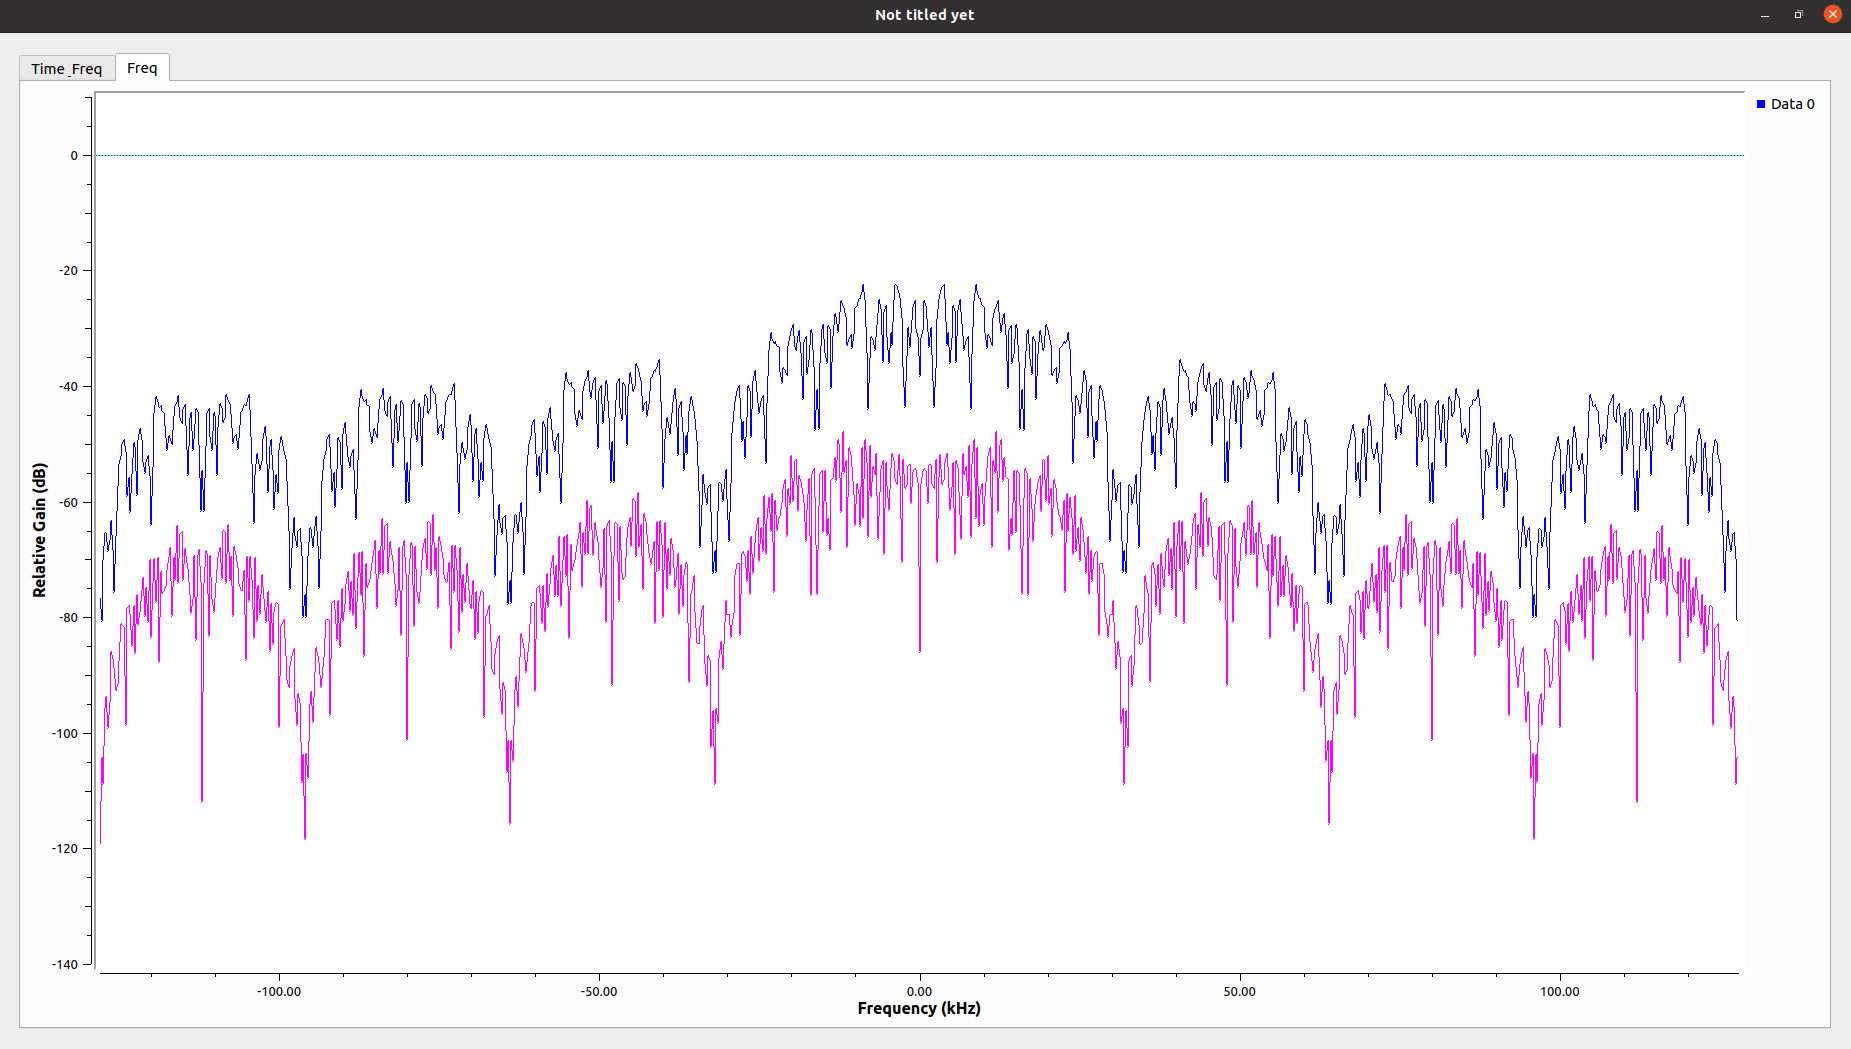 Not titled yet
Time_Freq
Freq
Data 0
Relative Gain (dB)
0
-20
-40
-60
-80
-100
-120
-140
-100.00
-50.00
0.00
50.00
100.00
Frequency (kHz)